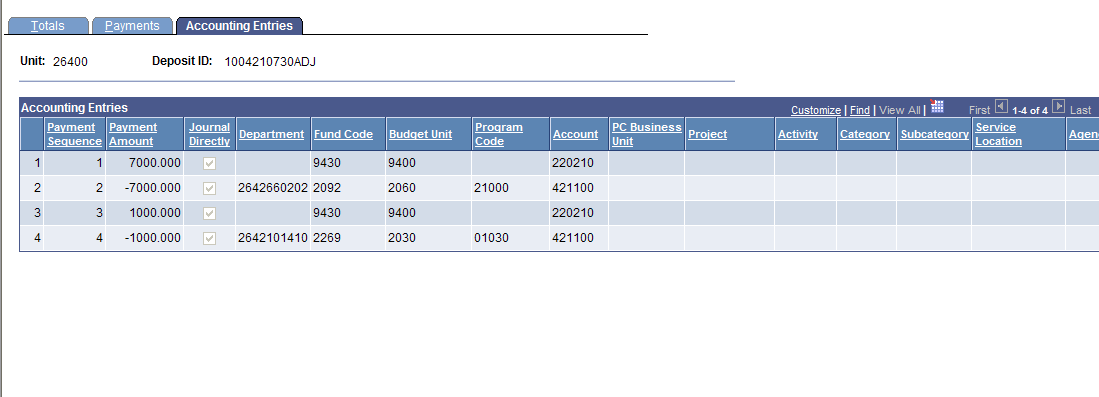 Totals Payments Accounting Entries
Unit: 26400 Deposit ID: 1004210730ADJ
Accounting Entries Customize | Find | View All | First 1-4 of 4 Last
Payment Sequence Payment Amount Journal Directly Department Fund Code Budget Unit Program Code Account PC Business Unit Project Activity Category Subcategory Service Location Agen
1 1 7000.000 9430 9400 220210
2 2 -7000.000 2642660202 2092 2060 21000 421100
3 3 1000.000 9430 9400 220210
4 4 -1000.000 2642101410 2269 2030 01030 421100